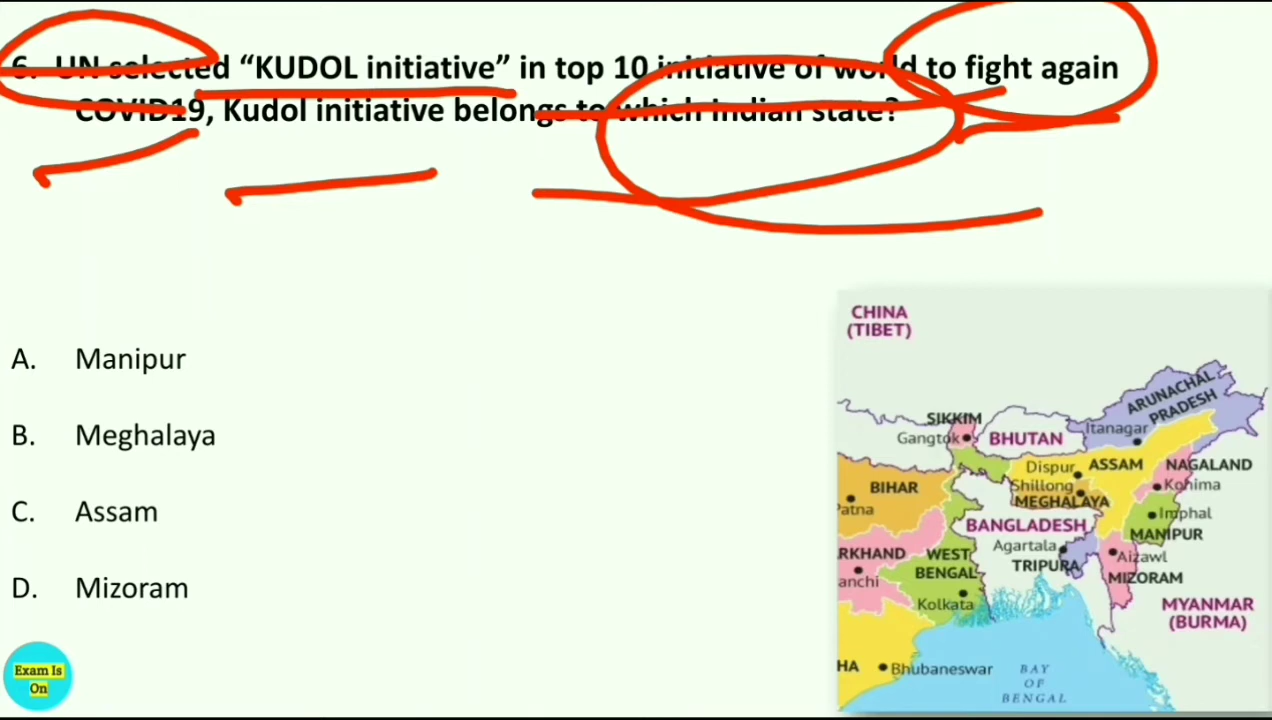 6. UN selected “KUDOL initiative” in top 10 initiative of world to fight again
COVID19, Kudol initiative belongs to which Indian state?
A. Manipur
B. Meghalaya
C. Assam
D. Mizoram
Exam Is
On
CHINA
(TIBET)
ARUNACHAL
PRADESH
SIKKIM
Gangtok
BHUTAN
Itanagar
Dispur
ASSAM
NAGALAND
BIHAR
Shillong
Kohima
MEGHALAYA
atna
Imphal
BANGLADESH
MANIPUR
RKHAND
WEST
BENGAL
Agartala
Aizawl
anchi
TRIPURA
MIZORAM
Kolkata
MYANMAR
(BURMA)
HA
Bhubaneswar
BAY
OF
BENGAL